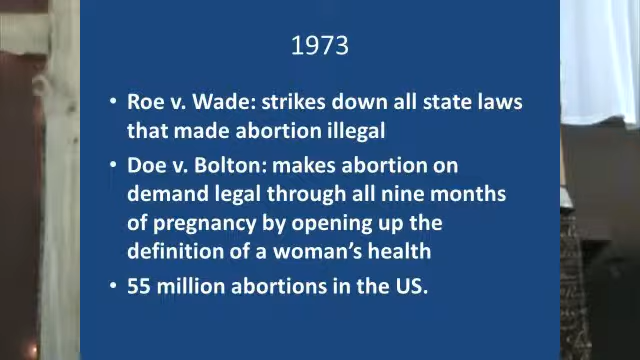 1973
• Roe v. Wade: strikes down all state laws
that made abortion illegal
• Doe v. Bolton: makes abortion on
demand legal through all nine months
of pregnancy by opening up the
definition of a woman's health
• 55 million abortions in the US.